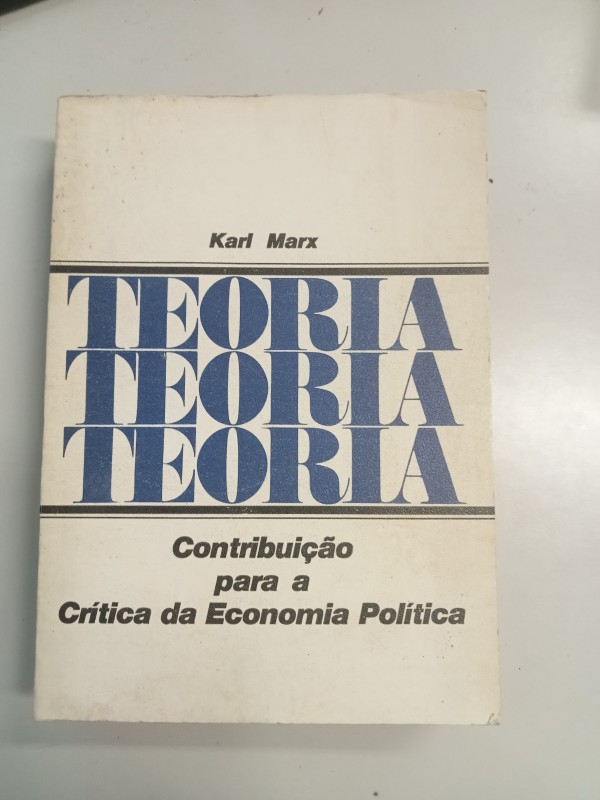 Karl Marx
TEORIA
TEORIA
TEORIA
Contribuição
para a
Crítica da Economia Política